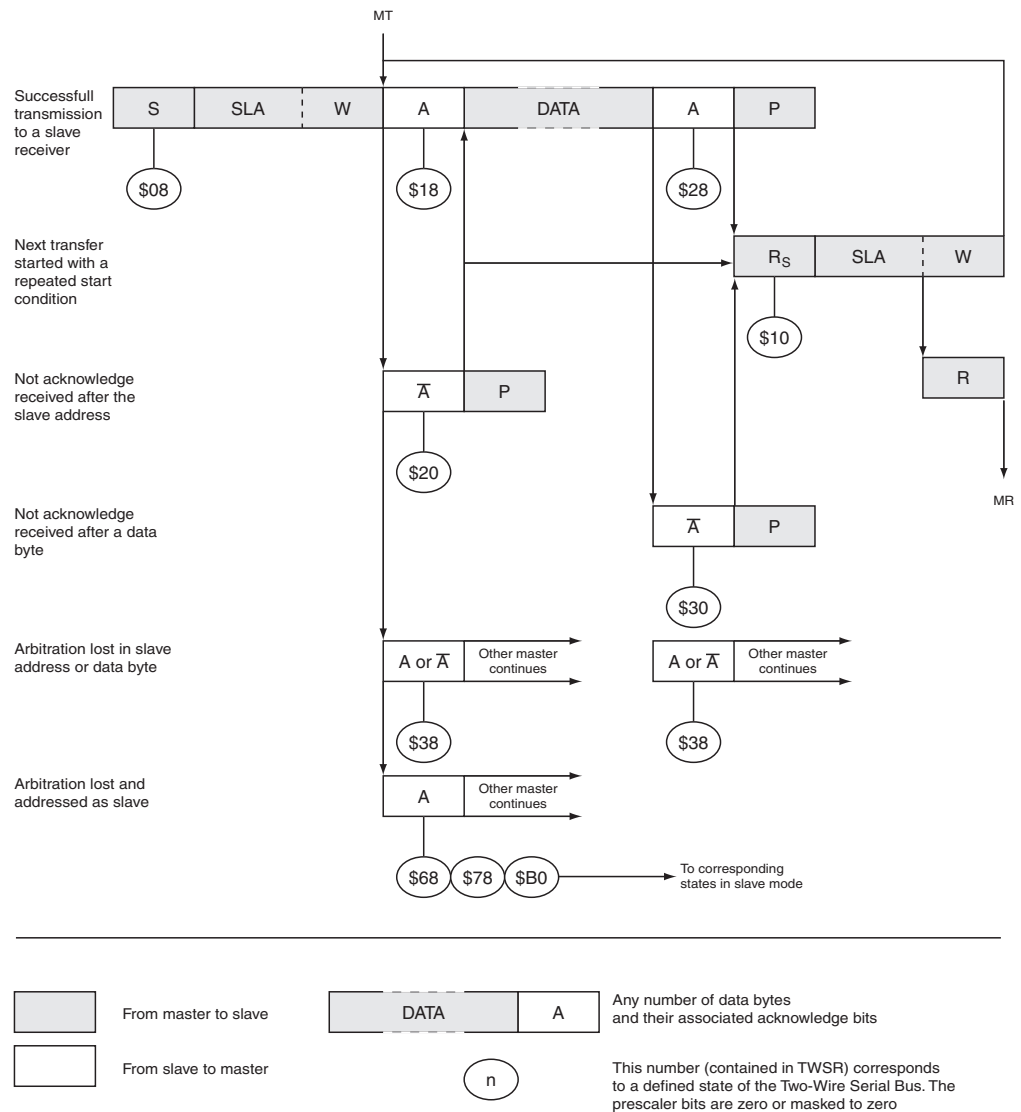 MT
Successfull
transmission
to a slave
receiver
S SLA W A DATA A P
$08 $18 $28
Next transfer
started with a
repeated start
condition
RS SLA W
$10
Not acknowledge
received after the
slave address
A̅ P
R
$20
MR
Not acknowledge
received after a data
byte
A̅ P
$30
Arbitration lost in slave
address or data byte
A or A̅ Other master
continues
A or A̅ Other master
continues
$38 $38
Arbitration lost and
addressed as slave
A Other master
continues
$68 $78 $B0
To corresponding
states in slave mode
From master to slave
DATA A
Any number of data bytes
and their associated acknowledge bits
From slave to master
n
This number (contained in TWSR) corresponds
to a defined state of the Two-Wire Serial Bus. The
prescaler bits are zero or masked to zero